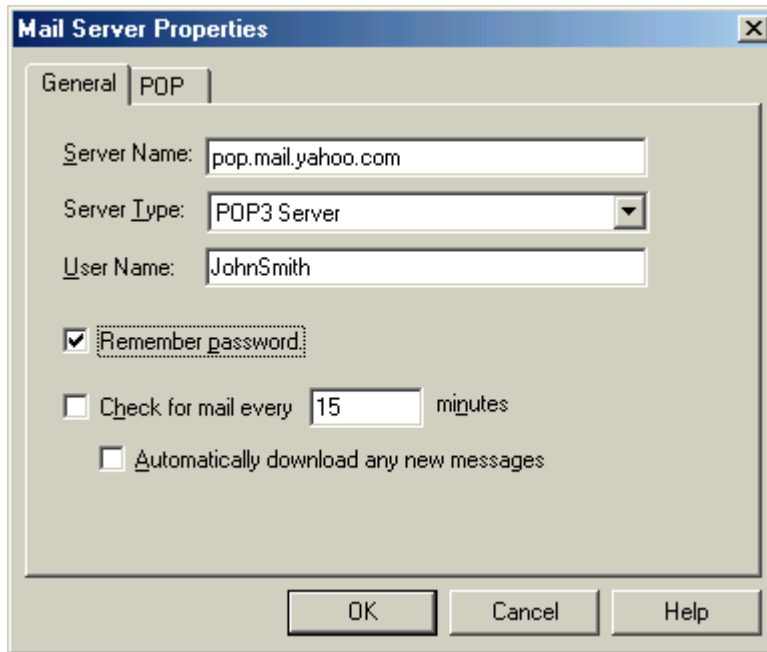 Mail Server Properties
General POP
Server Name: pop.mail.yahoo.com
Server Type: POP3 Server
User Name: JohnSmith
Remember password.
Check for mail every 15 minutes
Automatically download any new messages
OK Cancel Help